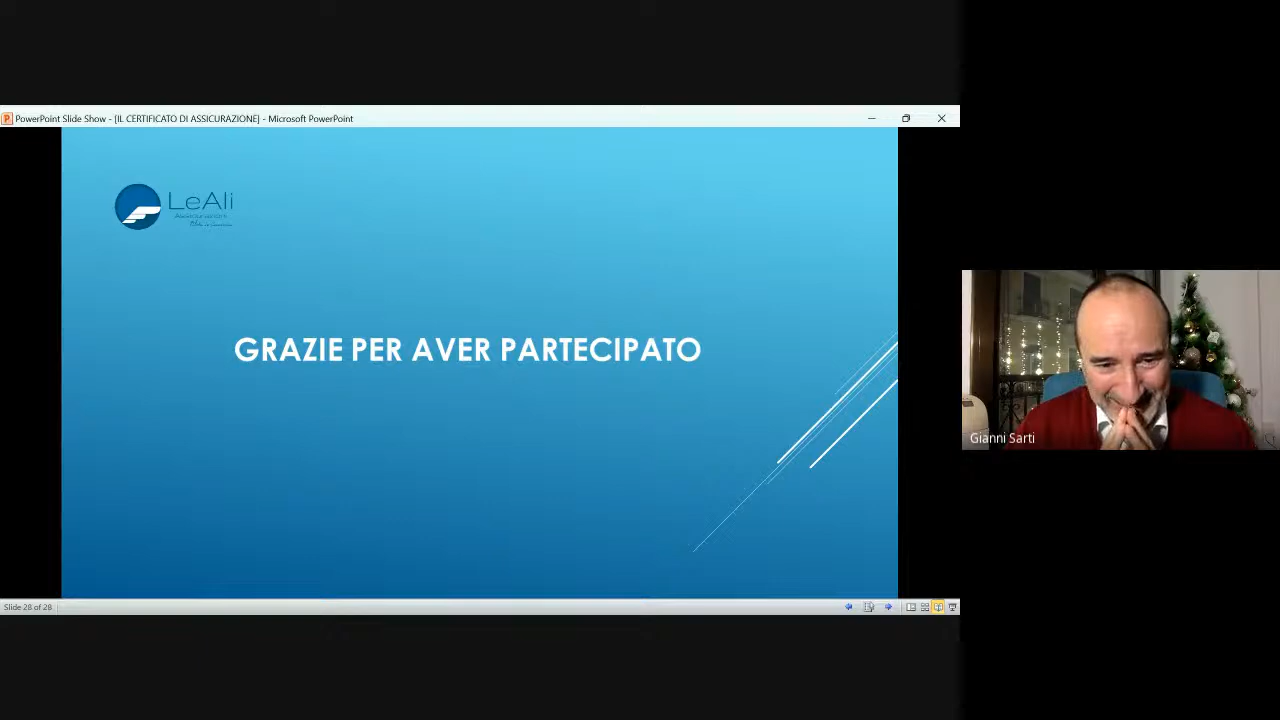 PowerPoint Slide Show - [IL CERTIFICATO DI ASSICURAZIONE] - Microsoft PowerPoint
LeAli
Assicurazioni
GRAZIE PER AVER PARTECIPATO
Gianni Sarti
Slide 28 of 28